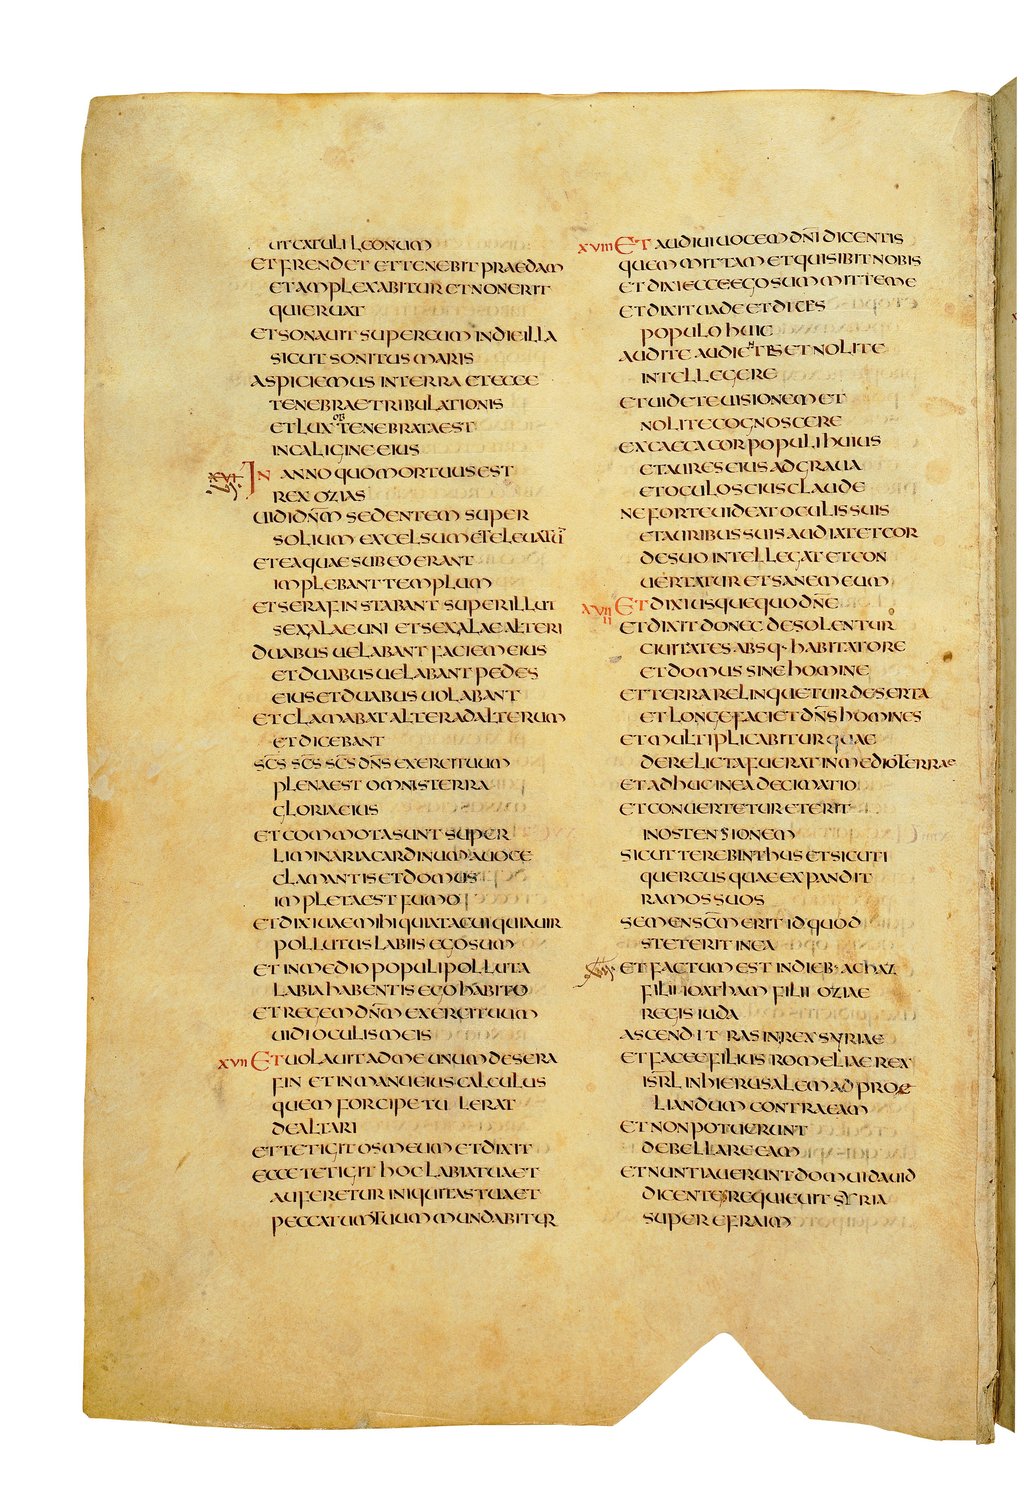 UT CATULI LEONUM
ET FRENDET ET TENEBIT PRAEDAM
ET AMPLEXABITUR ET NON ERIT
QUI ERUAT
ET SONAUIT SUPER EUM IN DIE ILLA
SICUT SONITUS MARIS
ASPICIEMUS IN TERRA ET ECCE
TENEBRAE TRIBULATIONIS
ET LUX OBTENEBRATA EST
IN CALIGINE EIUS
XVI IN ANNO QUO MORTUUS EST
REX OZIAS
UIDI DÑM SEDENTEM SUPER
SOLIUM EXCELSUM ET ELEUATŪ
ET EA QUAE SUB EO ERANT
IMPLEBANT TEMPLUM
ET SERAFIN STABANT SUPER ILLUT
SEX ALAE UNI ET SEX ALAE ALTERI
DUABUS UELABANT FACIEM EIUS
ET DUABUS UELABANT PEDES
EIUS ET DUABUS UOLABANT
ET CLAMABAT ALTER AD ALTERUM
ET DICEBANT
SC̄S SC̄S SC̄S DÑS EXERCITUUM
PLENA EST OMNIS TERRA
GLORIA EIUS
ET COMMOTA SUNT SUPER
LIMINARIA CARDINUM A UOCE
CLAMANTIS ET DOMUS
IMPLETA EST FUMO
ET DIXI UAE MIHI QUIA TACUI QUIA UIR
POLLUTUS LABIIS EGO SUM
ET IN MEDIO POPULI POLLUTA
LABIA HABENTIS EGO HABITO
ET REGEM DÑM EXERCITUUM
UIDI OCULIS MEIS
XVII ET UOLAUIT AD ME UNUM DE SERA
FIN ET IN MANU EIUS CALCULUS
QUEM FORCIPE TULERAT
DE ALTARI
ET TETIGIT OS MEUM ET DIXIT
ECCE TETIGIT HOC LABIA TUA ET
AUFERETUR INIQUITAS TUA ET
PECCATUM TUUM MUNDABITUR
XVIII ET AUDIUI UOCEM DÑI DICENTIS
QUEM MITTAM ET QUIS IBIT NOBIS
ET DIXI ECCE EGO SUM MITTE ME
ET DIXIT UADE ET DICES
POPULO HUIC
AUDITE AUDIENTES ET NOLITE
INTELLEGERE
ET UIDETE UISIONEM ET
NOLITE COGNOSCERE
EXCAECA COR POPULI HUIUS
ET AURES EIUS ADGRAUA
ET OCULOS EIUS CLAUDE
NE FORTE UIDEAT OCULIS SUIS
ET AURIBUS SUIS AUDIAT ET COR
DE SUO INTELLEGAT ET CON
UERTATUR ET SANEM EUM
XVIIII ET DIXI USQUEQUO DÑE
ET DIXIT DONEC DESOLENTUR
CIUITATES ABSQ· HABITATORE
ET DOMUS SINE HOMINE
ET TERRA RELINQUETUR DESERTA
ET LONGE FACIET DÑS HOMINES
ET MULTIPLICABITUR QUAE
DERELICTA FUERAT IN MEDIO TERRAE
ET ADHUC IN EA DECIMATIO
ET CONUERTETUR ET ERIT
IN OSTENSIONEM
SICUT TEREBINTHUS ET SICUTI
QUERCUS QUAE EXPANDIT
RAMOS SUOS
SEMEN SC̄M ERIT ID QUOD
STETERIT IN EA
ET FACTUM EST IN DIEB· ACHAZ
FILII IOATHAM FILII OZIAE
REGIS IUDA
ASCENDIT RASIN REX SYRIAE
ET FACEE FILIUS ROMELIAE REX
ISR̄L IN HIERUSALEM AD PROE
LIANDUM CONTRA EAM
ET NON POTUERUNT
DEBELLARE EAM
ET NUNTIAUERUNT DOMUI DAUID
DICENTES REQUIEUIT SYRIA
SUPER EFRAIM